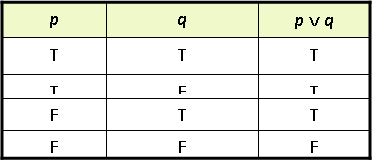 p q p ∨ q
T T T
T F T
F T T
F F F